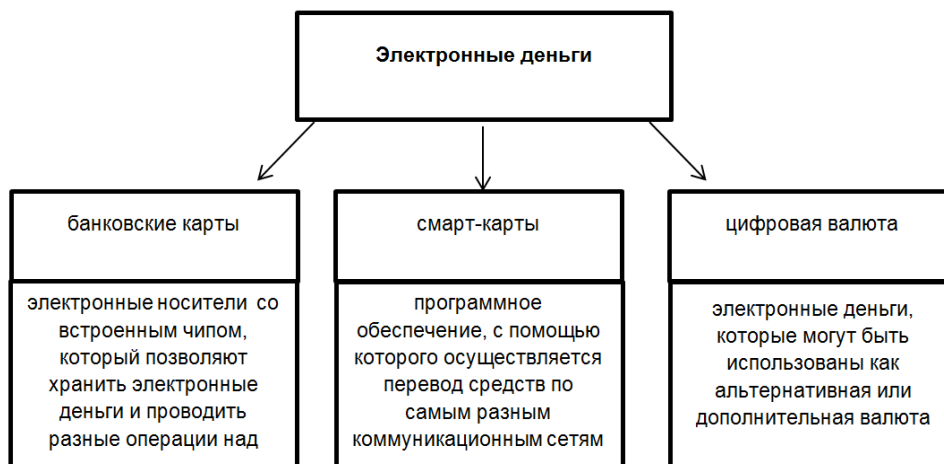 Электронные деньги
банковские карты
электронные носители со
встроенным чипом,
который позволяют
хранить электронные
деньги и проводить
разные операции над
смарт-карты
программное
обеспечение, с помощью
которого осуществляется
перевод средств по
самым разным
коммуникационным сетям
цифровая валюта
электронные деньги,
которые могут быть
использованы как
альтернативная или
дополнительная валюта